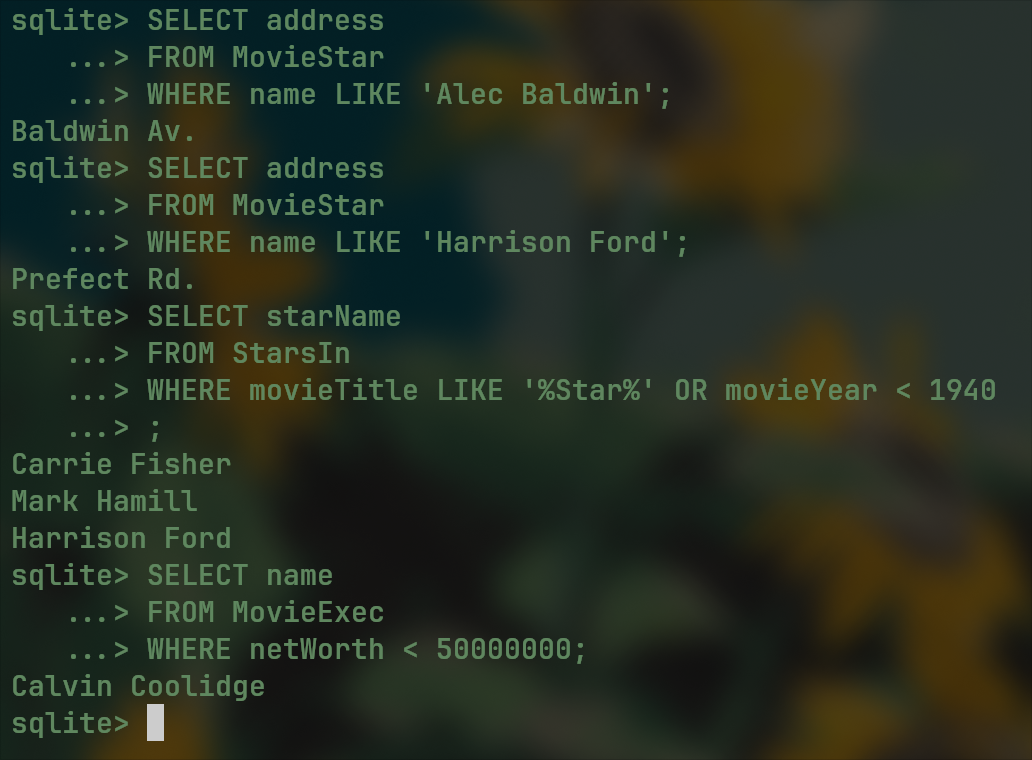 sqlite> SELECT address
   ...> FROM MovieStar
   ...> WHERE name LIKE 'Alec Baldwin';
Baldwin Av.
sqlite> SELECT address
   ...> FROM MovieStar
   ...> WHERE name LIKE 'Harrison Ford';
Prefect Rd.
sqlite> SELECT starName
   ...> FROM StarsIn
   ...> WHERE movieTitle LIKE '%Star%' OR movieYear < 1940
   ...> ;
Carrie Fisher
Mark Hamill
Harrison Ford
sqlite> SELECT name
   ...> FROM MovieExec
   ...> WHERE netWorth < 50000000;
Calvin Coolidge
sqlite>